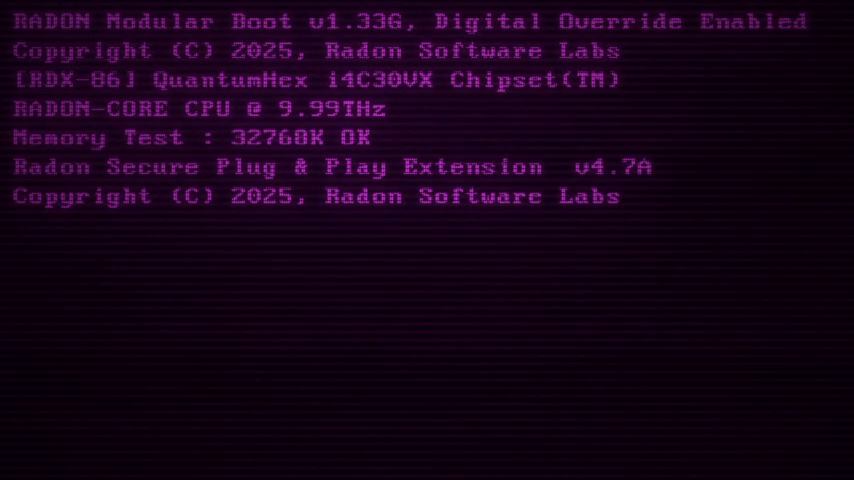 RADON Modular Boot v1.33G, Digital Override Enabled
Copyright (C) 2025, Radon Software Labs
[RDX-86] QuantumHex i4C30VX Chipset(TM)
RADON-CORE CPU @ 9.99THz
Memory Test : 32768K OK
Radon Secure Plug & Play Extension  v4.7A
Copyright (C) 2025, Radon Software Labs